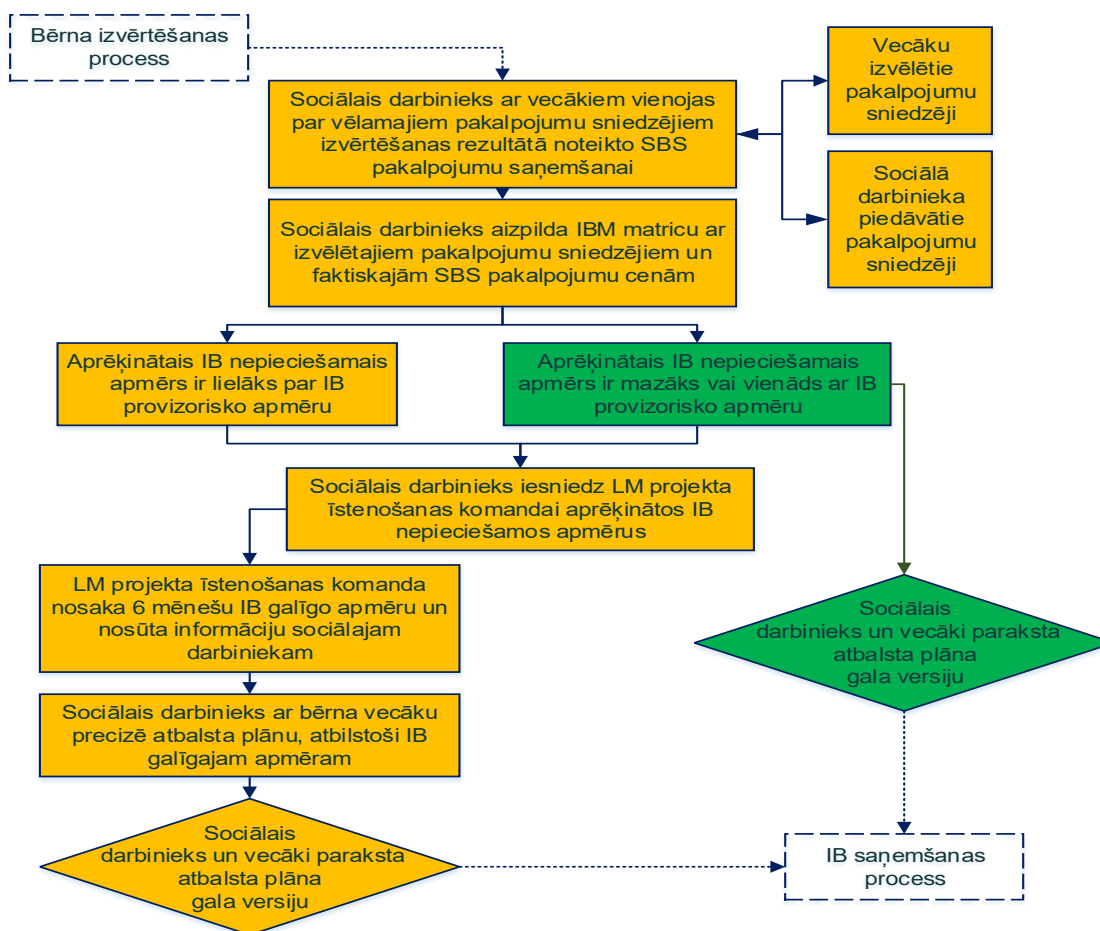 Bērna izvērtēšanas
process
Sociālais darbinieks ar vecākiem vienojas
par vēlamajiem pakalpojumu sniedzējiem
izvērtēšanas rezultātā noteikto SBS
pakalpojumu saņemšanai
Vecāku
izvēlētie
pakalpojumu
sniedzēji
Sociālā
darbinieka
piedāvātie
pakalpojumu
sniedzēji
Sociālais darbinieks aizpilda IBM matricu ar
izvēlētajiem pakalpojumu sniedzējiem un
faktiskajām SBS pakalpojumu cenām
Aprēķinātais IB nepieciešamais
apmērs ir lielāks par IB
provizorisko apmēru
Aprēķinātais IB nepieciešamais
apmērs ir mazāks vai vienāds ar IB
provizorisko apmēru
Sociālais darbinieks iesniedz LM projekta
īstenošanas komandai aprēķinātos IB
nepieciešamos apmērus
LM projekta īstenošanas komanda
nosaka 6 mēnešu IB galīgo apmēru un
nosūta informāciju sociālajam
darbiniekam
Sociālais
darbinieks un vecāki paraksta
atbalsta plāna
gala versiju
Sociālais darbinieks ar bērna vecāku
precizē atbalsta plānu, atbilstoši IB
galīgajam apmēram
Sociālais
darbinieks un vecāki paraksta
atbalsta plāna
gala versiju
IB saņemšanas
process